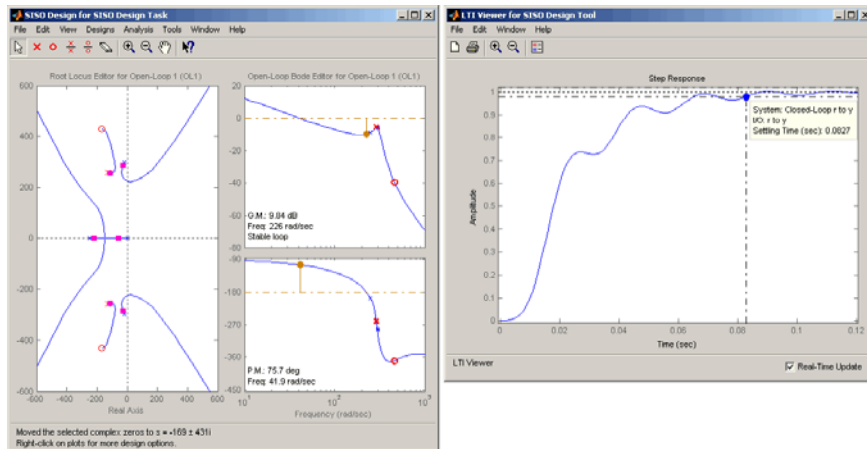 SISO Design for SISO Design Task
File Edit View Designs Analysis Tools Window Help
Root Locus Editor for Open-Loop 1 (OL1)
600
400
200
0
-200
-400
-600
-600 -400 -200 0 200 400 600
Real Axis
Open-Loop Bode Editor for Open-Loop 1 (OL1)
20
0
-20
-40
-60
-80
G.M.: 9.04 dB
Freq: 226 rad/sec
Stable loop
-90
-180
-270
-360
-450
P.M.: 75.7 deg
Freq: 41.9 rad/sec
10^1 10^2 10^3
Frequency (rad/sec)
Moved the selected complex zeros to s = -169 ± 431i
Right-click on plots for more design options.
LTI Viewer for SISO Design Tool
File Edit Window Help
Step Response
1
0.9
0.8
0.7
0.6
0.5
0.4
0.3
0.2
0.1
0
Amplitude
System: Closed-Loop r to y
I/O: r to y
Settling Time (sec): 0.0827
0 0.02 0.04 0.06 0.08 0.1 0.12
Time (sec)
LTI Viewer
Real-Time Update